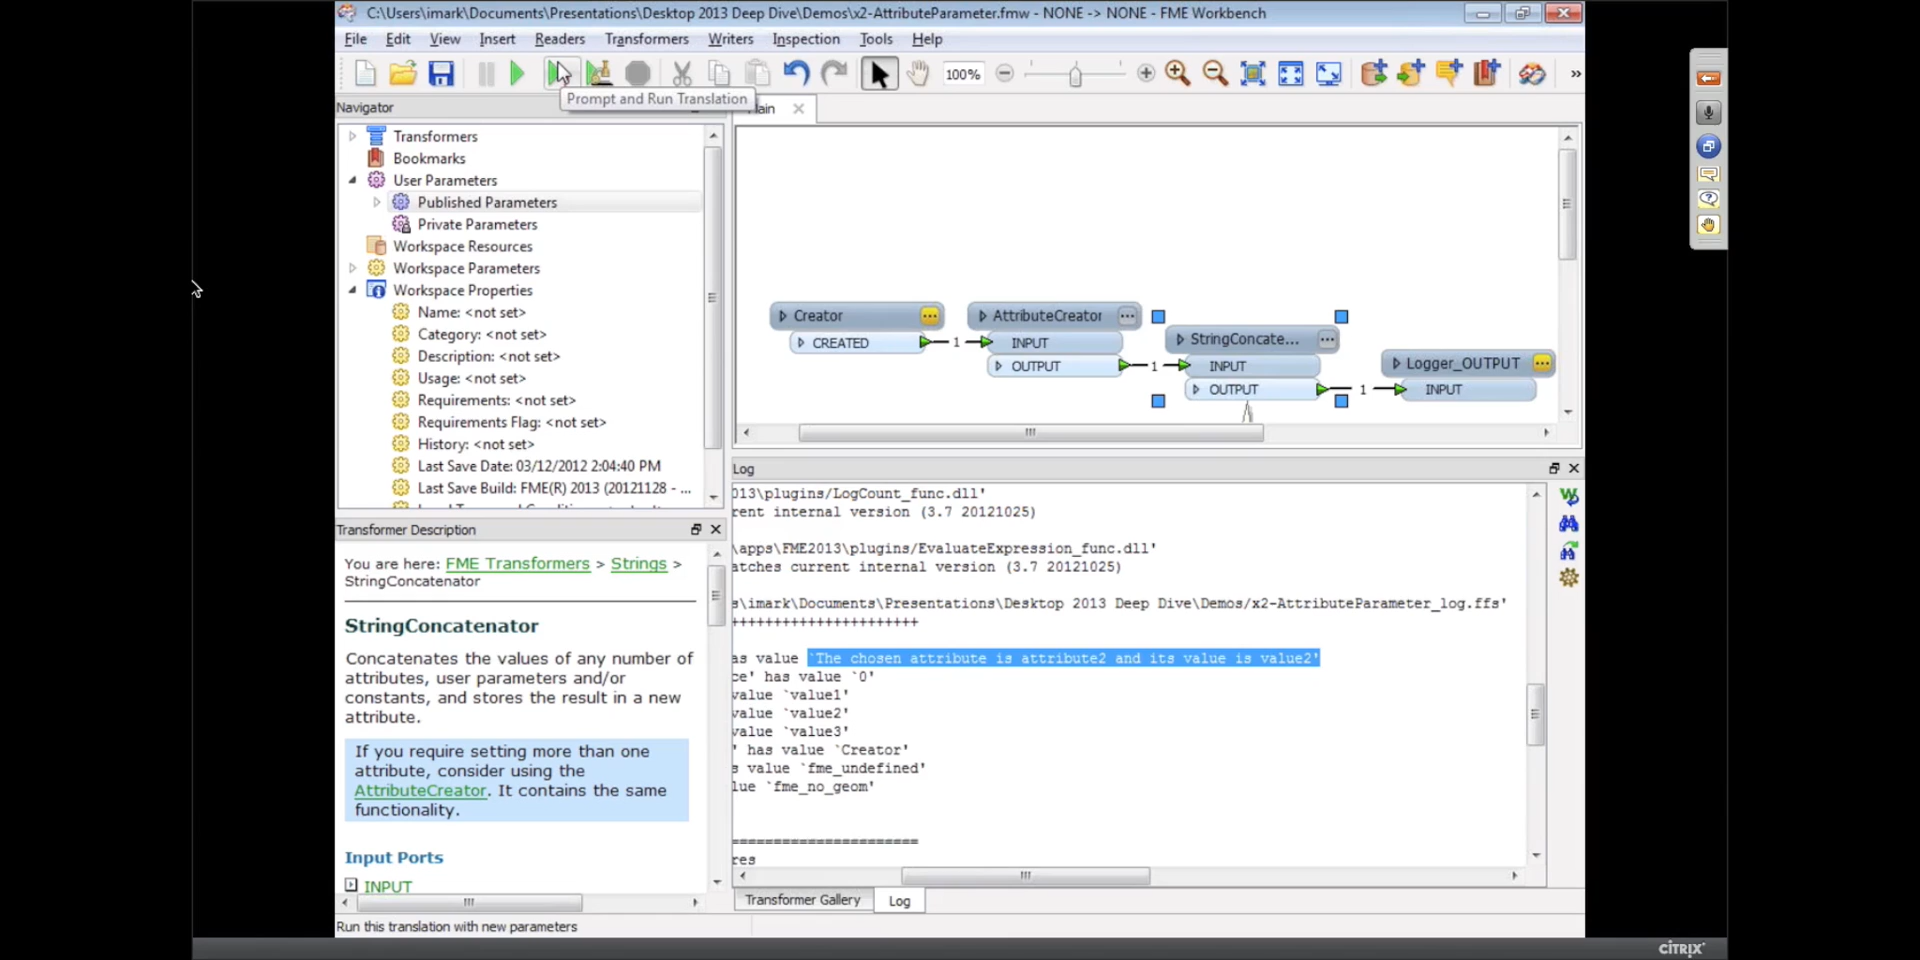 C:\Users\imark\Documents\Presentations\Desktop 2013 Deep Dive\Demos\x2-AttributeParameter.fmw - NONE -> NONE - FME Workbench
File Edit View Insert Readers Transformers Writers Inspection Tools Help
100%
»
Prompt and Run Translation
Navigator
Transformers
Bookmarks
User Parameters
Published Parameters
Private Parameters
Workspace Resources
Workspace Parameters
Workspace Properties
Name: <not set>
Category: <not set>
Description: <not set>
Usage: <not set>
Requirements: <not set>
Requirements Flag: <not set>
History: <not set>
Last Save Date: 03/12/2012 2:04:40 PM
Last Save Build: FME(R) 2013 (20121128 - ...
Creator
CREATED
1
AttributeCreator
INPUT
OUTPUT
1
StringConcate...
INPUT
OUTPUT
1
Logger_OUTPUT
INPUT
Transformer Description
You are here: FME Transformers > Strings >
StringConcatenator
StringConcatenator
Concatenates the values of any number of
attributes, user parameters and/or
constants, and stores the result in a new
attribute.
If you require setting more than one
attribute, consider using the
AttributeCreator. It contains the same
functionality.
Input Ports
INPUT
Log
013\plugins/LogCount_func.dll'
rent internal version (3.7 20121025)
\apps\FME2013\plugins/EvaluateExpression_func.dll'
atches current internal version (3.7 20121025)
s\imark\Documents\Presentations\Desktop 2013 Deep Dive\Demos/x2-AttributeParameter_log.ffs'
++++++++++++++++++++++
as value `The chosen attribute is attribute2 and its value is value2'
ce' has value `0'
value `value1'
value `value2'
value `value3'
' has value `Creator'
s value `fme_undefined'
lue `fme_no_geom'
======================
res
Transformer Gallery Log
Run this translation with new parameters
CITRIX